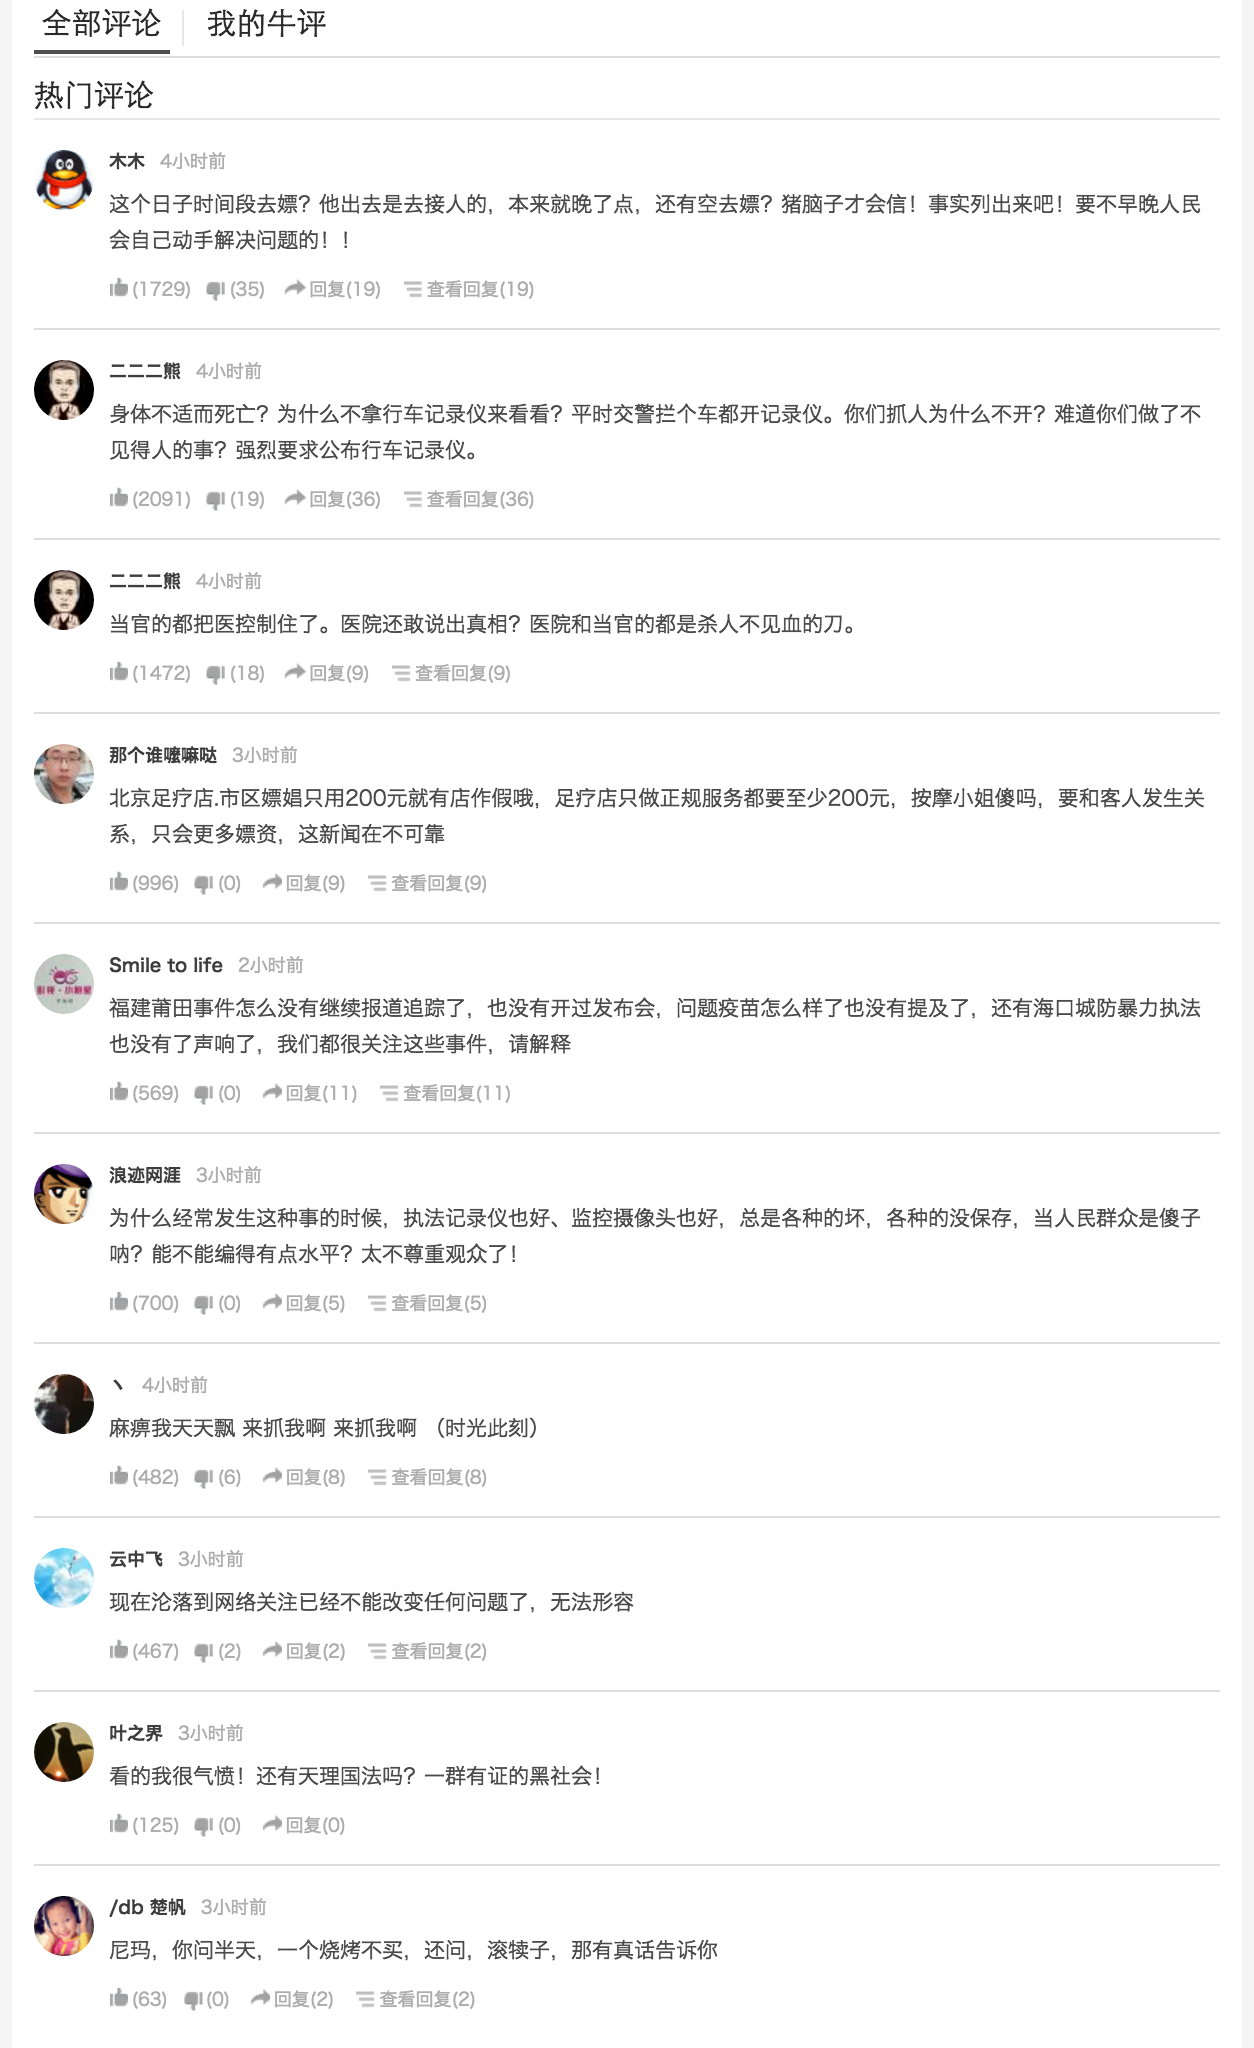 全部评论 我的牛评
热门评论
木木 4小时前
这个日子时间段去嫖？他出去是去接人的，本来就晚了点，还有空去嫖？猪脑子才会信！事实列出来吧！要不早晚人民
会自己动手解决问题的！！
(1729) (35) 回复(19) 查看回复(19)
二二二熊 4小时前
身体不适而死亡？为什么不拿行车记录仪来看看？平时交警拦个车都开记录仪。你们抓人为什么不开？难道你们做了不
见得人的事？强烈要求公布行车记录仪。
(2091) (19) 回复(36) 查看回复(36)
二二二熊 4小时前
当官的都把医控制住了。医院还敢说出真相？医院和当官的都是杀人不见血的刀。
(1472) (18) 回复(9) 查看回复(9)
那个谁嚒嘛哒 3小时前
北京足疗店.市区嫖娼只用200元就有店作假哦，足疗店只做正规服务都要至少200元，按摩小姐傻吗，要和客人发生关
系，只会更多嫖资，这新闻在不可靠
(996) (0) 回复(9) 查看回复(9)
Smile to life 2小时前
福建莆田事件怎么没有继续报道追踪了，也没有开过发布会，问题疫苗怎么样了也没有提及了，还有海口城防暴力执法
也没有了声响了，我们都很关注这些事件，请解释
(569) (0) 回复(11) 查看回复(11)
浪迹网涯 3小时前
为什么经常发生这种事的时候，执法记录仪也好、监控摄像头也好，总是各种的坏，各种的没保存，当人民群众是傻子
呐？能不能编得有点水平？太不尊重观众了！
(700) (0) 回复(5) 查看回复(5)
丶 4小时前
麻痹我天天飘 来抓我啊 来抓我啊 （时光此刻）
(482) (6) 回复(8) 查看回复(8)
云中飞 3小时前
现在沦落到网络关注已经不能改变任何问题了，无法形容
(467) (2) 回复(2) 查看回复(2)
叶之界 3小时前
看的我很气愤！还有天理国法吗？一群有证的黑社会！
(125) (0) 回复(0)
/db 楚帆 3小时前
尼玛，你问半天，一个烧烤不买，还问，滚犊子，那有真话告诉你
(63) (0) 回复(2) 查看回复(2)